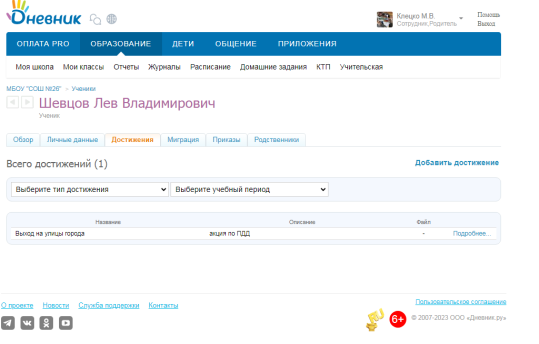 Дневник
Клецко М.В.
Сотрудник,Родитель
Помощь
Выход
ОПЛАТА PRO ОБРАЗОВАНИЕ ДЕТИ ОБЩЕНИЕ ПРИЛОЖЕНИЯ
Моя школа Мои классы Отчеты Журналы Расписание Домашние задания КТП Учительская
МБОУ "СОШ №28" Ученики
Шевцов Лев Владимирович
Ученик
Обзор Личные данные Достижения Миграция Приказы Родственники
Всего достижений (1) Добавить достижение
Выберите тип достижения Выберите учебный период
Название Описание Файл
Выход на улицы города акция по ПДД - Подробнее...
О проекте Новости Служба поддержки Контакты
Пользовательское соглашение
6+ © 2007-2023 ООО «Дневник.ру»